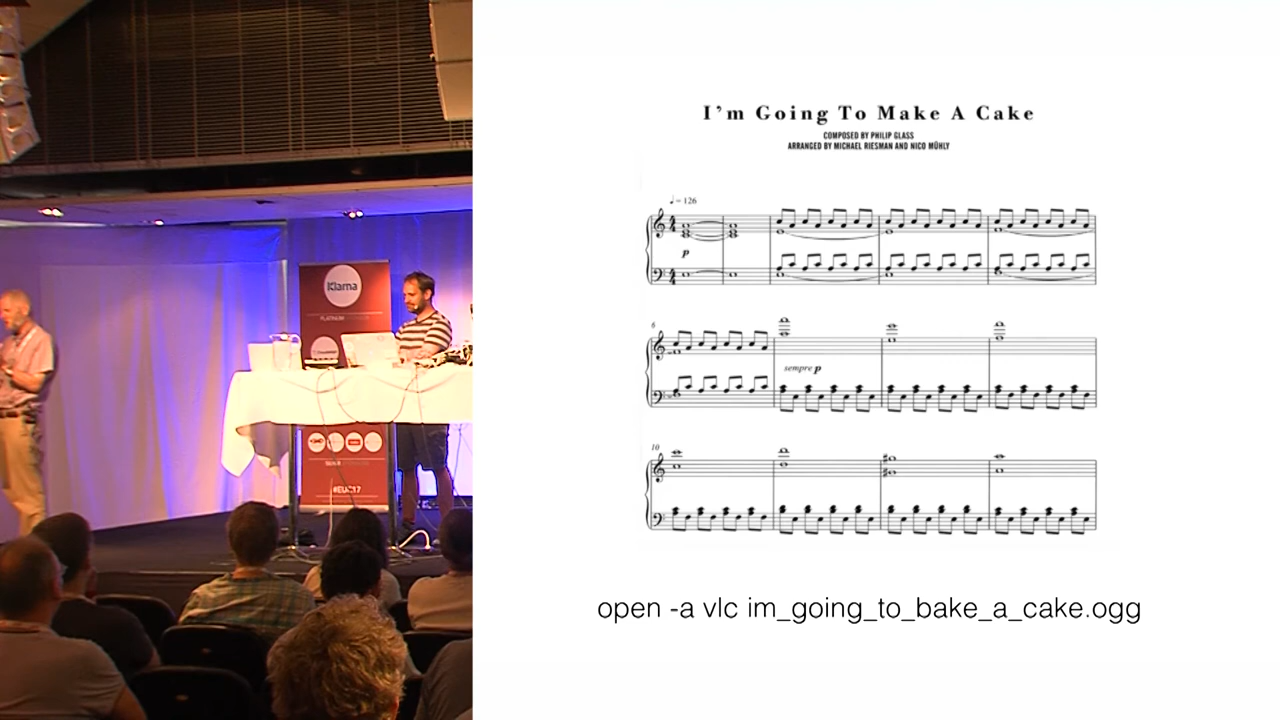 Klarna
PLATINUM
#EUC17
I'm Going To Make A Cake
COMPOSED BY PHILIP GLASS
ARRANGED BY MICHAEL RIESMAN AND NICO MÜHLY
♩ = 126
p
6
sempre p
10
open -a vlc im_going_to_bake_a_cake.ogg